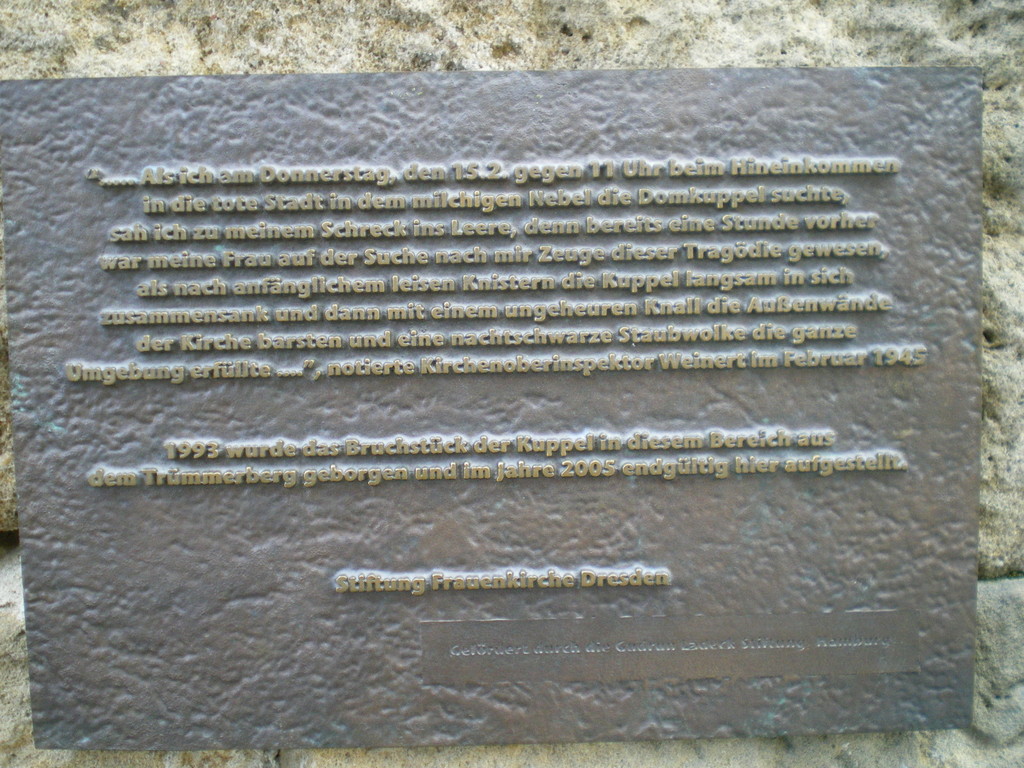 "..... Als ich am Donnerstag, den 15.2. gegen 11 Uhr beim Hineinkommen
in die tote Stadt in dem milchigen Nebel die Domkuppel suchte,
sah ich zu meinem Schreck ins Leere, denn bereits eine Stunde vorher
war meine Frau auf der Suche nach mir Zeuge dieser Tragödie gewesen,
als nach anfänglichem leisen Knistern die Kuppel langsam in sich
zusammensank und dann mit einem ungeheuren Knall die Außenwände
der Kirche barsten und eine nachtschwarze Staubwolke die ganze
Umgebung erfüllte ....", notierte Kirchenoberinspektor Weinert im Februar 1945
1993 wurde das Bruchstück der Kuppel in diesem Bereich aus
dem Trümmerberg geborgen und im Jahre 2005 endgültig hier aufgestellt.
Stiftung Frauenkirche Dresden
Gefördert durch die Gudrun Stiftung, Hamburg